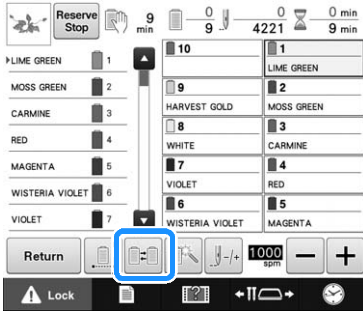 Reserve Stop
9 min
0
9
0
4221
0 min
9 min
LIME GREEN 1
MOSS GREEN 2
CARMINE 3
RED 4
MAGENTA 5
WISTERIA VIOLET 6
VIOLET 7
10
1
LIME GREEN
9
HARVEST GOLD
2
MOSS GREEN
8
WHITE
3
CARMINE
7
VIOLET
4
RED
6
WISTERIA VIOLET
5
MAGENTA
Return
-/+
1000 spm
−
+
Lock
?